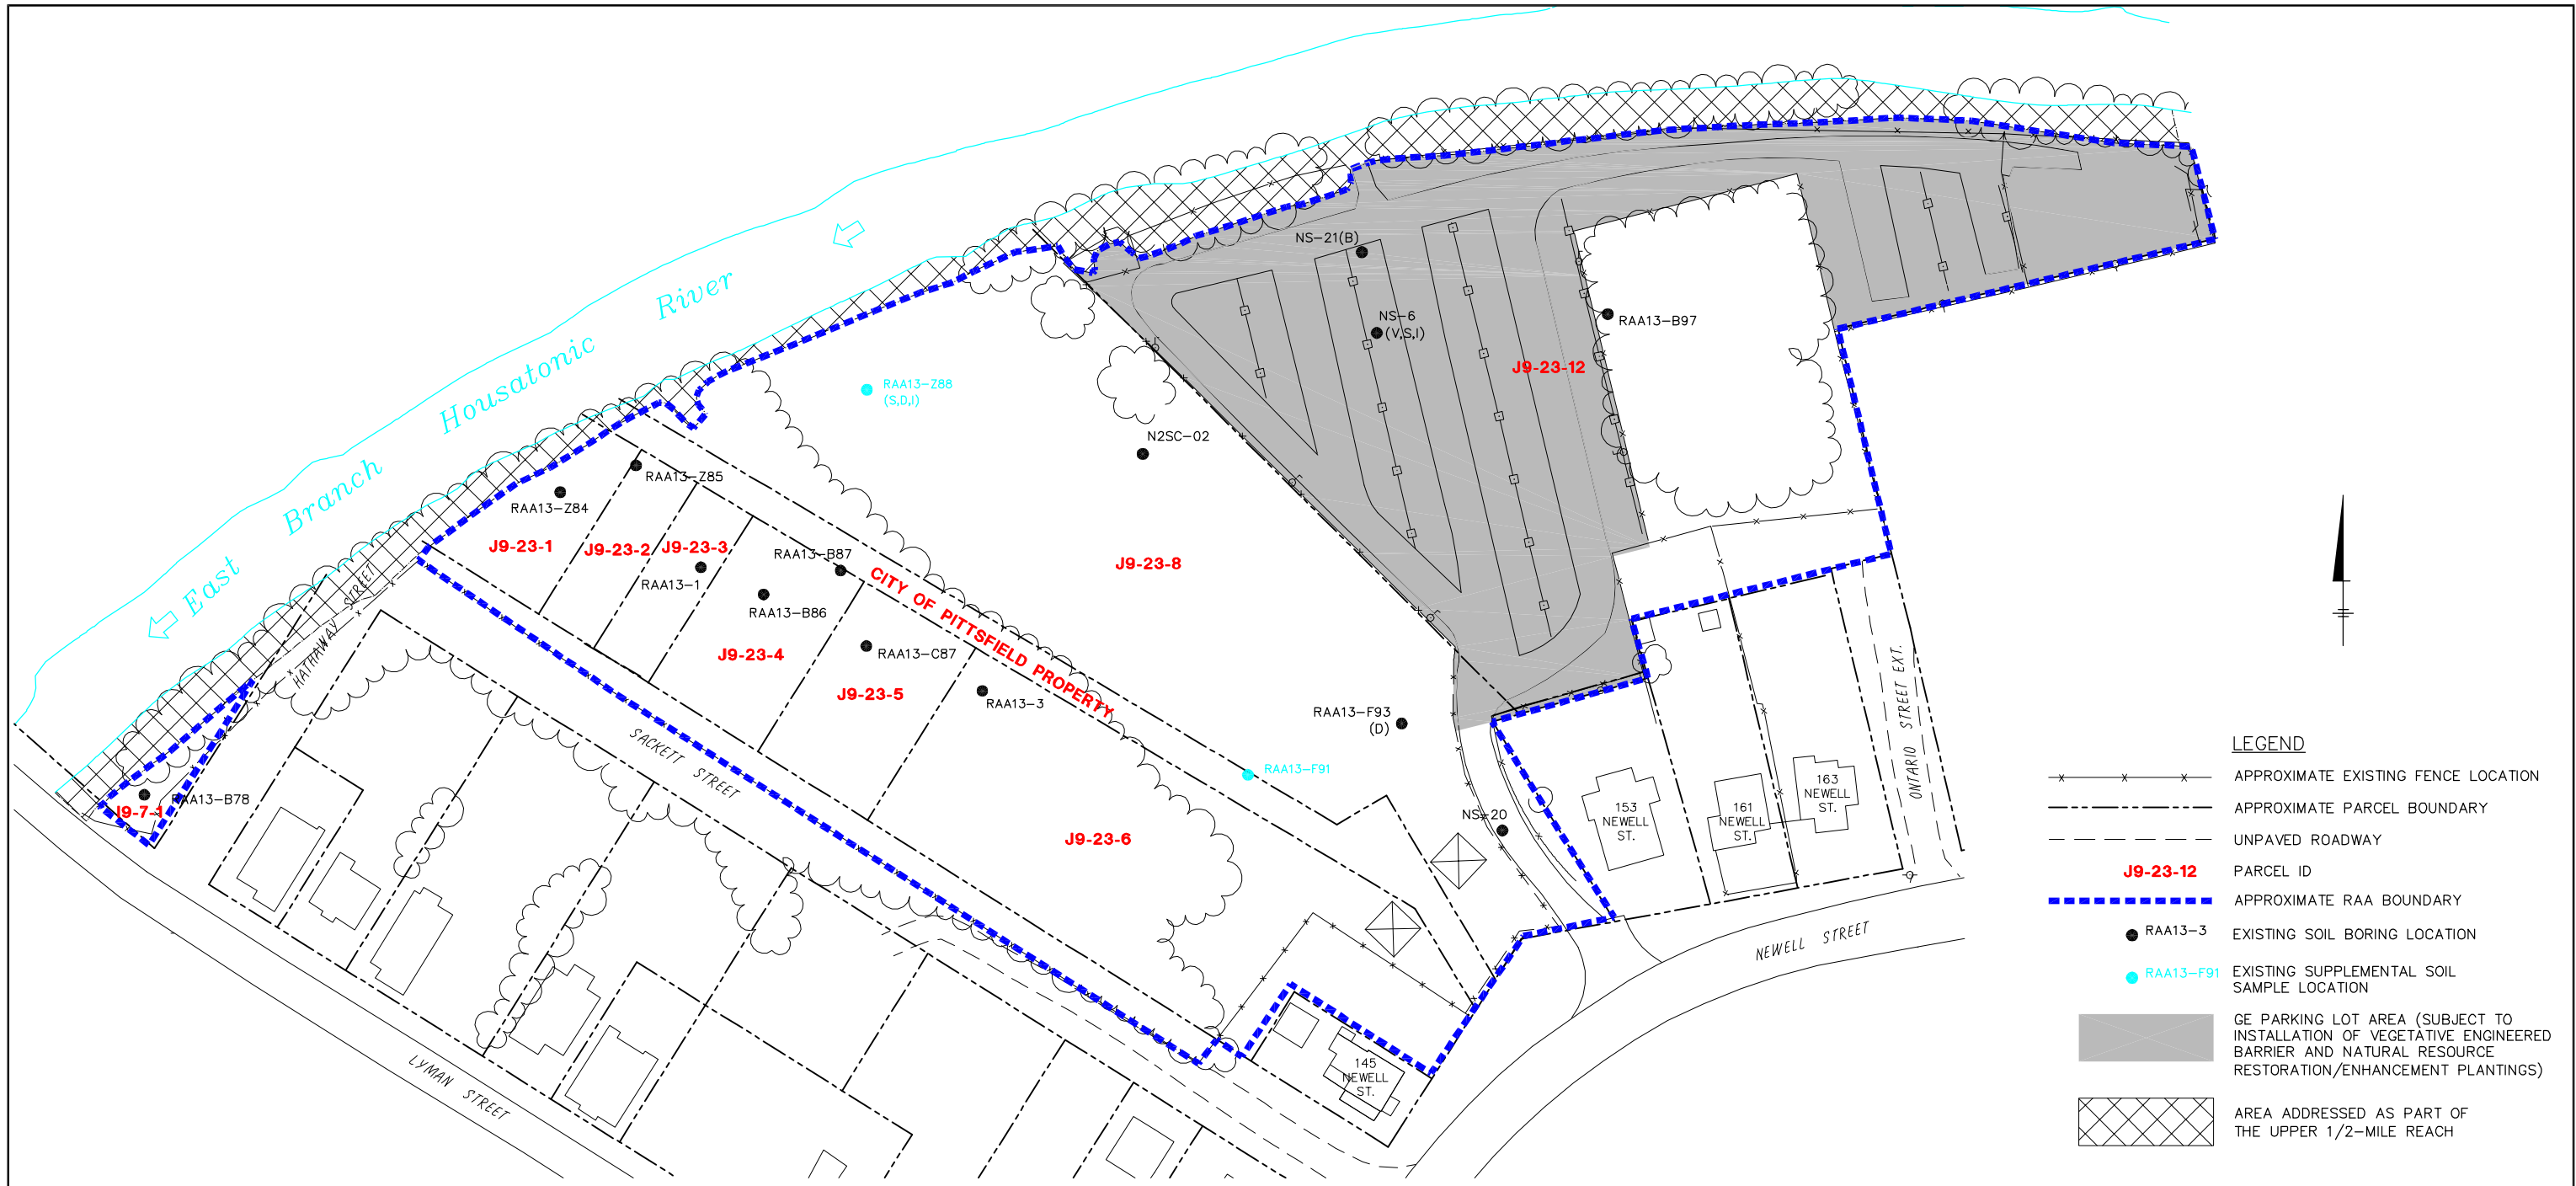 NS-21(B)
NS-6
(V,S,I)
RAA13-B97
J9-23-12
River
Housatonic
Branch
East
RAA13-Z88
(S,D,I)
N2SC-02
RAA13-Z85
RAA13-Z84
J9-23-1
J9-23-2
J9-23-3
RAA13-1
RAA13-B87
RAA13-B86
J9-23-8
CITY OF PITTSFIELD PROPERTY
HATHAWAY STREET
J9-23-4
RAA13-C87
J9-23-5
RAA13-3
RAA13-F93
(D)
RAA13-F91
SACKETT STREET
RAA13-B78
J9-7-1
NS-20
J9-23-6
153
NEWELL
ST.
161
NEWELL
ST.
163
NEWELL
ST.
ONTARIO STREET EXT.
NEWELL STREET
145
NEWELL
ST.
LYMAN STREET
LEGEND
APPROXIMATE EXISTING FENCE LOCATION
APPROXIMATE PARCEL BOUNDARY
UNPAVED ROADWAY
J9-23-12 PARCEL ID
APPROXIMATE RAA BOUNDARY
RAA13-3 EXISTING SOIL BORING LOCATION
RAA13-F91 EXISTING SUPPLEMENTAL SOIL
SAMPLE LOCATION
GE PARKING LOT AREA (SUBJECT TO
INSTALLATION OF VEGETATIVE ENGINEERED
BARRIER AND NATURAL RESOURCE
RESTORATION/ENHANCEMENT PLANTINGS)
AREA ADDRESSED AS PART OF
THE UPPER 1/2-MILE REACH